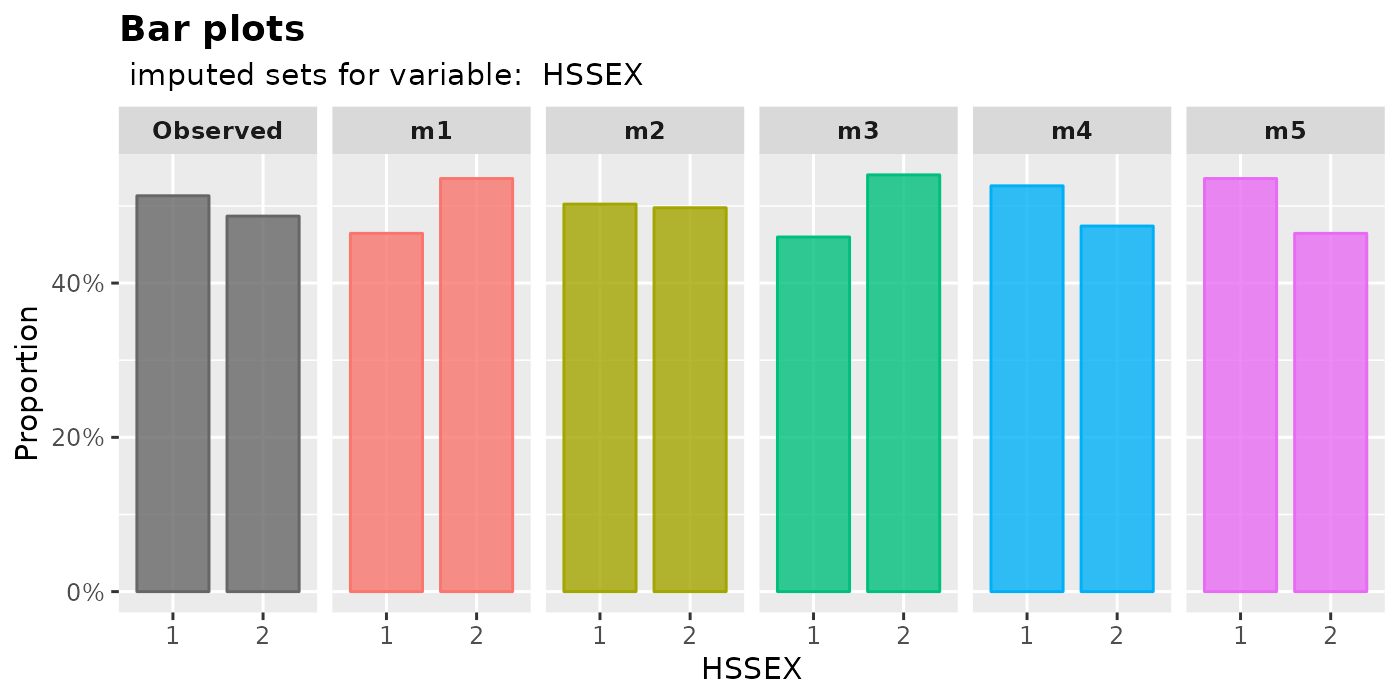 Bar plots
imputed sets for variable:  HSSEX
Observed m1 m2 m3 m4 m5
Proportion
40%
20%
0%
1 2 1 2 1 2 1 2 1 2 1 2
HSSEX